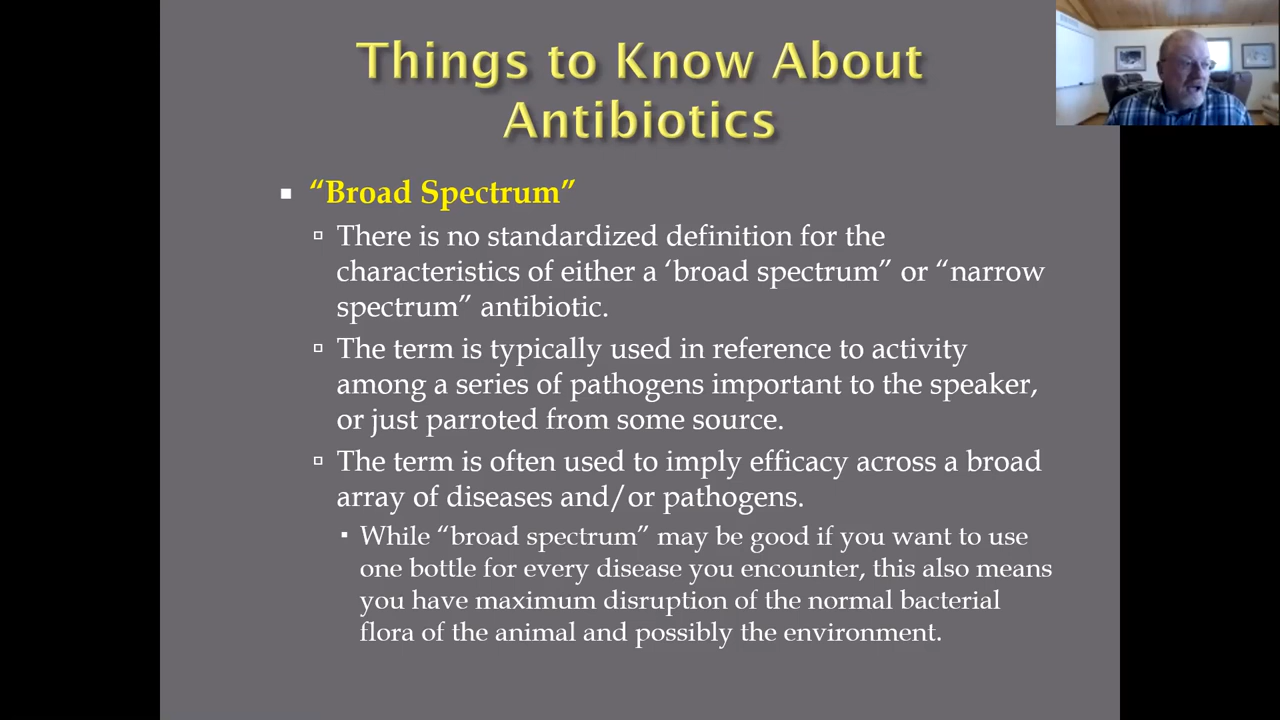 Things to Know About
Antibiotics
“Broad Spectrum”
There is no standardized definition for the
characteristics of either a ‘broad spectrum” or “narrow
spectrum” antibiotic.
The term is typically used in reference to activity
among a series of pathogens important to the speaker,
or just parroted from some source.
The term is often used to imply efficacy across a broad
array of diseases and/or pathogens.
While “broad spectrum” may be good if you want to use
one bottle for every disease you encounter, this also means
you have maximum disruption of the normal bacterial
flora of the animal and possibly the environment.